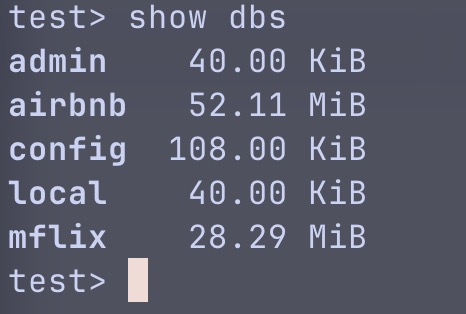 test> show dbs
admin    40.00 KiB
airbnb   52.11 MiB
config  108.00 KiB
local    40.00 KiB
mflix    28.29 MiB
test>